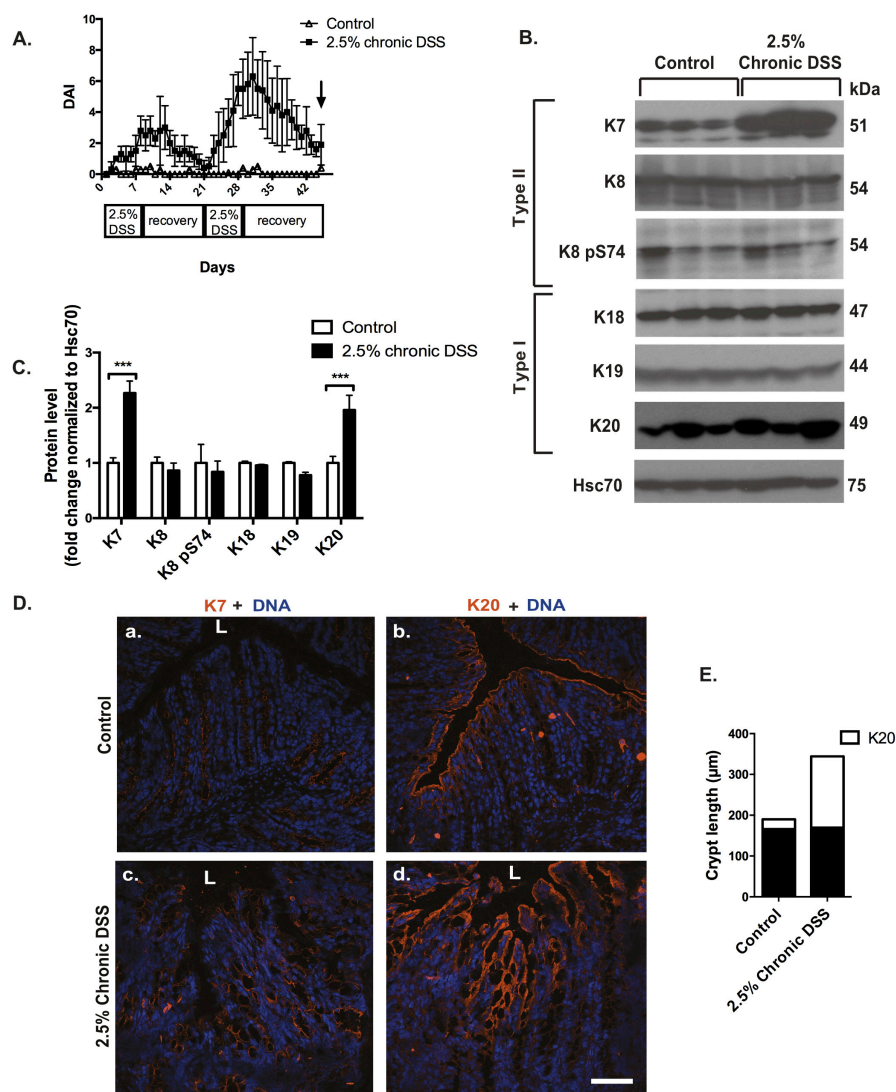 A.
Control
2.5% chronic DSS
DAI
10
8
6
4
2
0
1 7 14 21 28 35 42
2.5% DSS
recovery
2.5% DSS
recovery
Days
B.
Control
2.5% Chronic DSS
kDa
Type II
K7 51
K8 54
K8 pS74 54
Type I
K18 47
K19 44
K20 49
Hsc70 75
C.
Control
2.5% chronic DSS
Protein level
(fold change normalized to Hsc70)
3
2
1
0
*** ***
K7 K8 K8 pS74 K18 K19 K20
D.
K7 + DNA K20 + DNA
Control
a. L
b.
2.5% Chronic DSS
c. L
d. L
E.
K20
Crypt length (µm)
400
300
200
100
0
Control
2.5% Chronic DSS